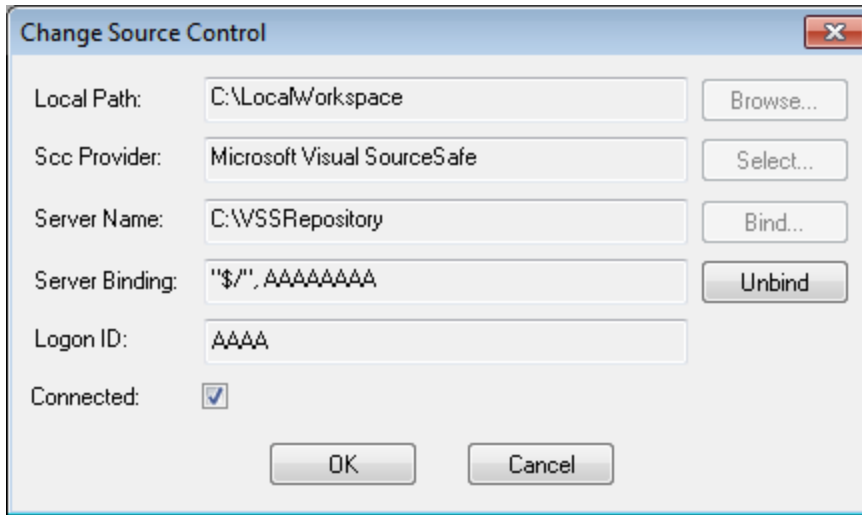 Change Source Control
Local Path: C:\LocalWorkspace Browse...
Scc Provider: Microsoft Visual SourceSafe Select...
Server Name: C:\VSSRepository Bind...
Server Binding: "$/", AAAAAAAA Unbind
Logon ID: AAAA
Connected:
OK Cancel